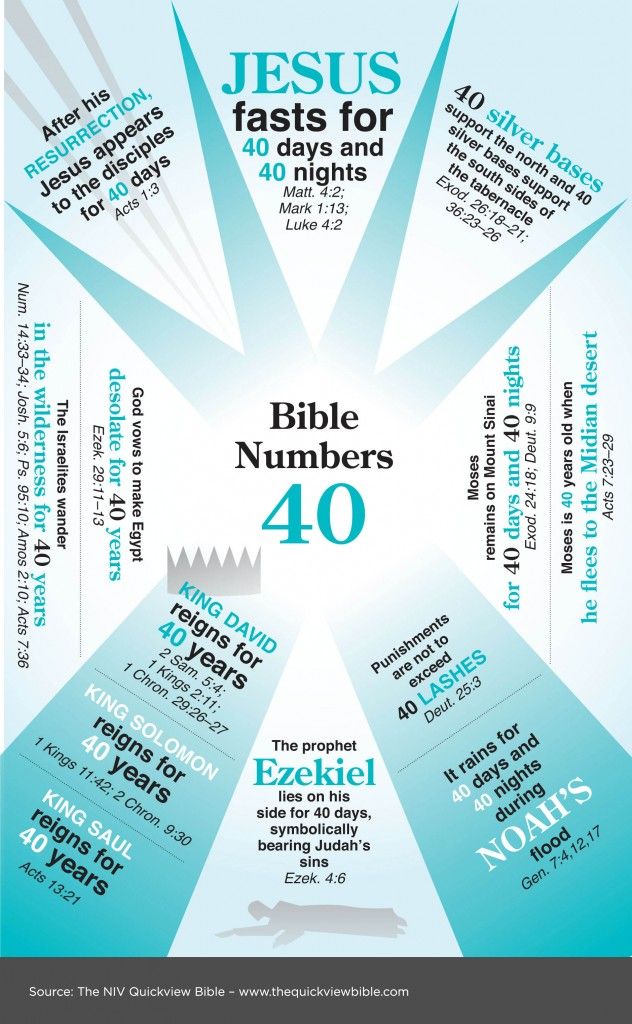 After his
RESURRECTION,
Jesus appears
to the disciples
for 40 days
Acts 1:3
JESUS
fasts for
40 days and
40 nights
Matt. 4:2;
Mark 1:13;
Luke 4:2
40 silver bases
support the north and 40
silver bases support
the south sides of
the tabernacle
Exod. 26:18–21;
36:23–26
The Israelites wander
in the wilderness for 40 years
Num. 14:33–34; Josh. 5:6; Ps. 95:10; Amos 2:10; Acts 7:36
God vows to make Egypt
desolate for 40 years
Ezek. 29:11–13
Bible
Numbers
40
Moses
remains on Mount Sinai
for 40 days and 40 nights
Exod. 24:18; Deut. 9:9
Moses is 40 years old when
he flees to the Midian desert
Acts 7:23–29
KING DAVID
reigns for
40 years
2 Sam. 5:4;
1 Kings 2:11;
1 Chron. 29:26–27
KING SOLOMON
reigns for
40 years
1 Kings 11:42; 2 Chron. 9:30
KING SAUL
reigns for
40 years
Acts 13:21
The prophet
Ezekiel
lies on his
side for 40 days,
symbolically
bearing Judah's
sins
Ezek. 4:6
Punishments
are not to
exceed
40 LASHES
Deut. 25:3
It rains for
40 days and
40 nights
during
NOAH'S
flood
Gen. 7:4,12,17
Source: The NIV Quickview Bible – www.thequickviewbible.com